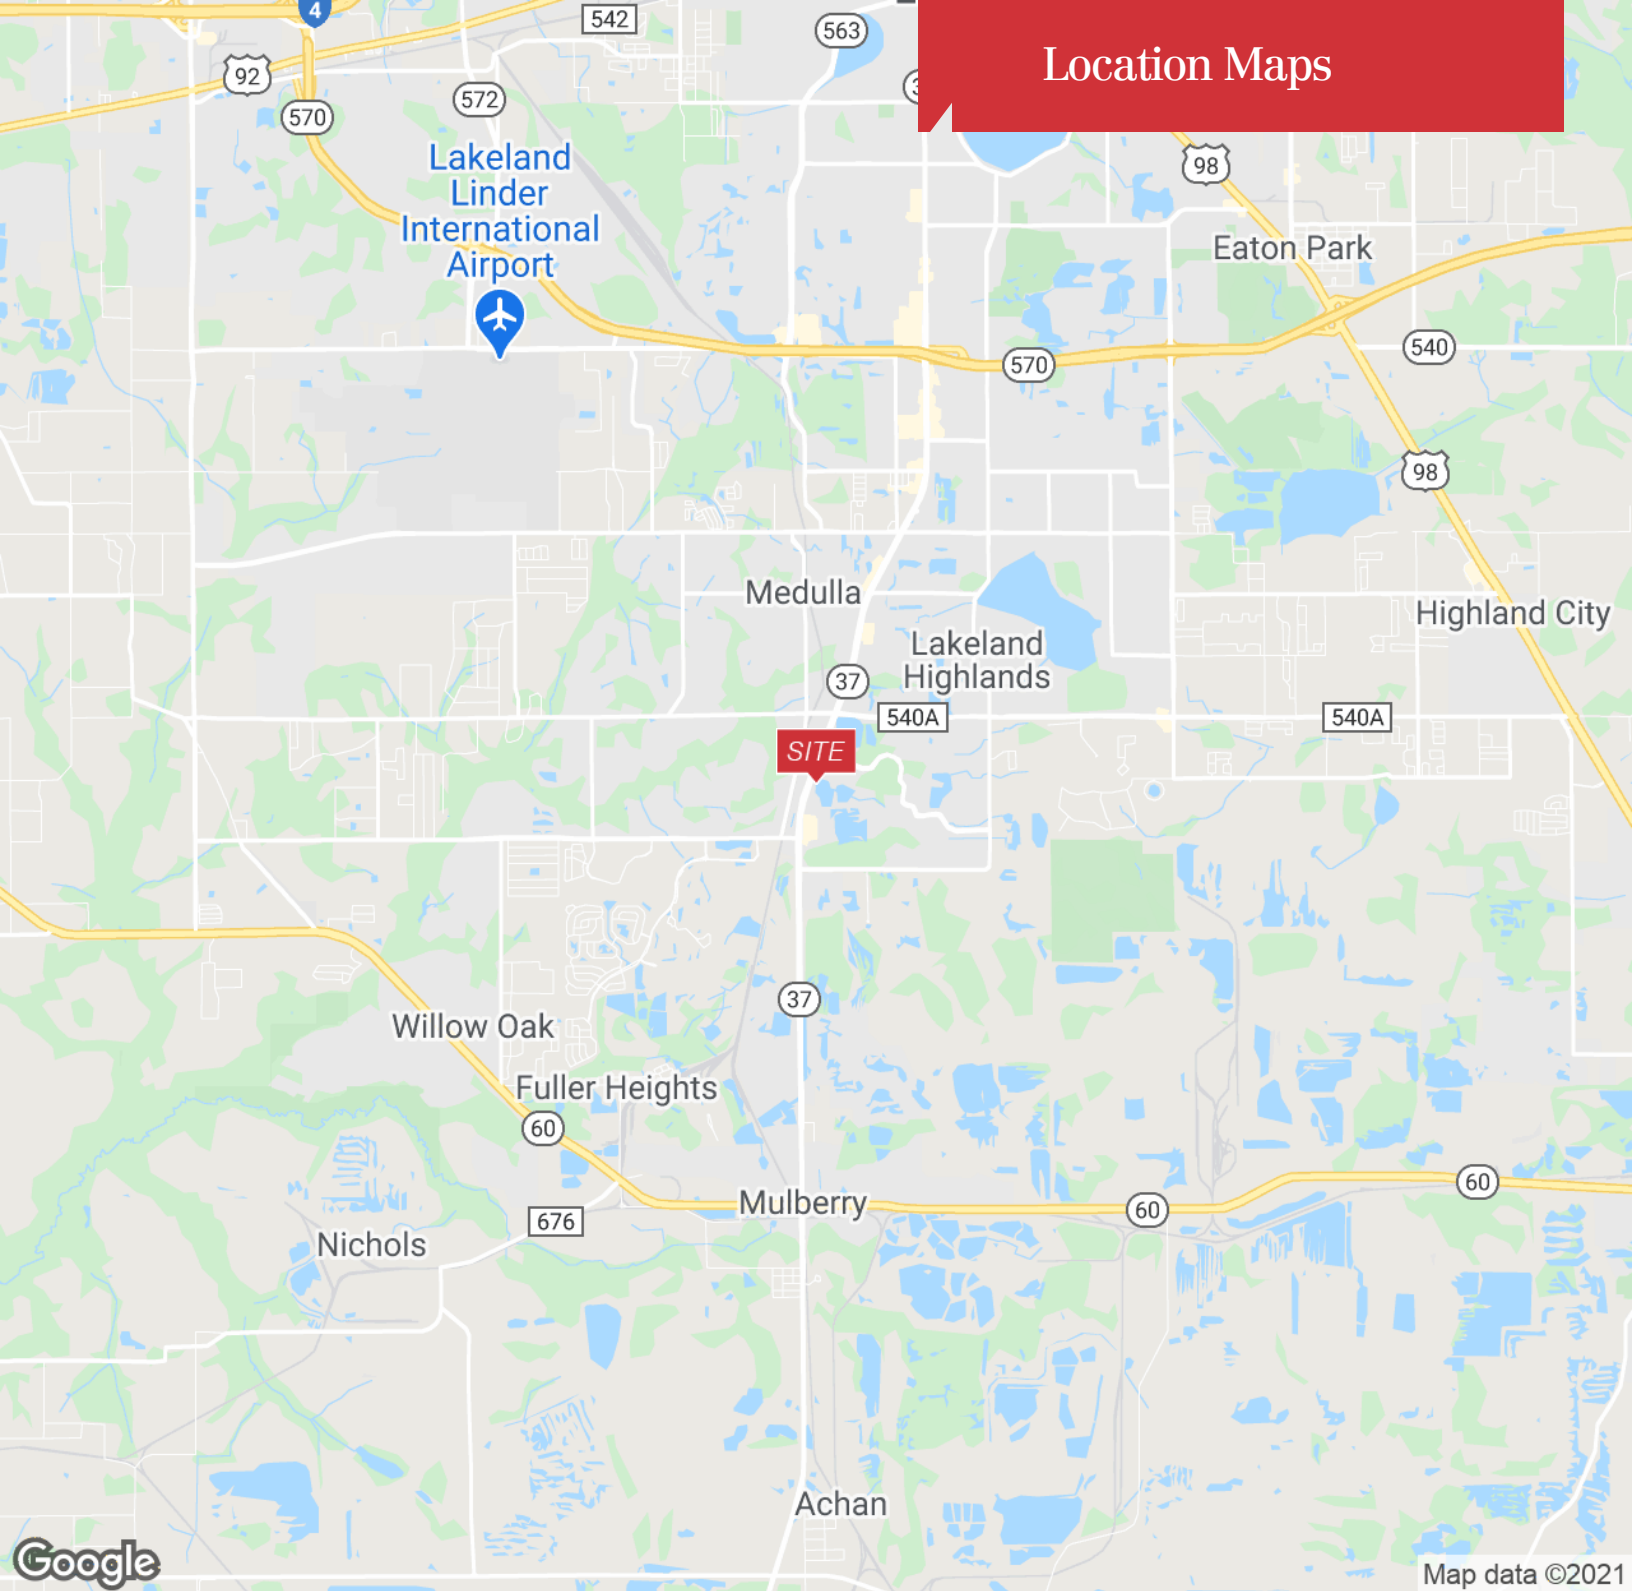 4
542
563
92
Location Maps
572
3
570
Lakeland
Linder
International
Airport
98
Eaton Park
540
570
98
Medulla
Highland City
Lakeland
Highlands
37
540A
540A
SITE
37
Willow Oak
Fuller Heights
60
60
Mulberry
60
676
Nichols
Achan
Google
Map data ©2021